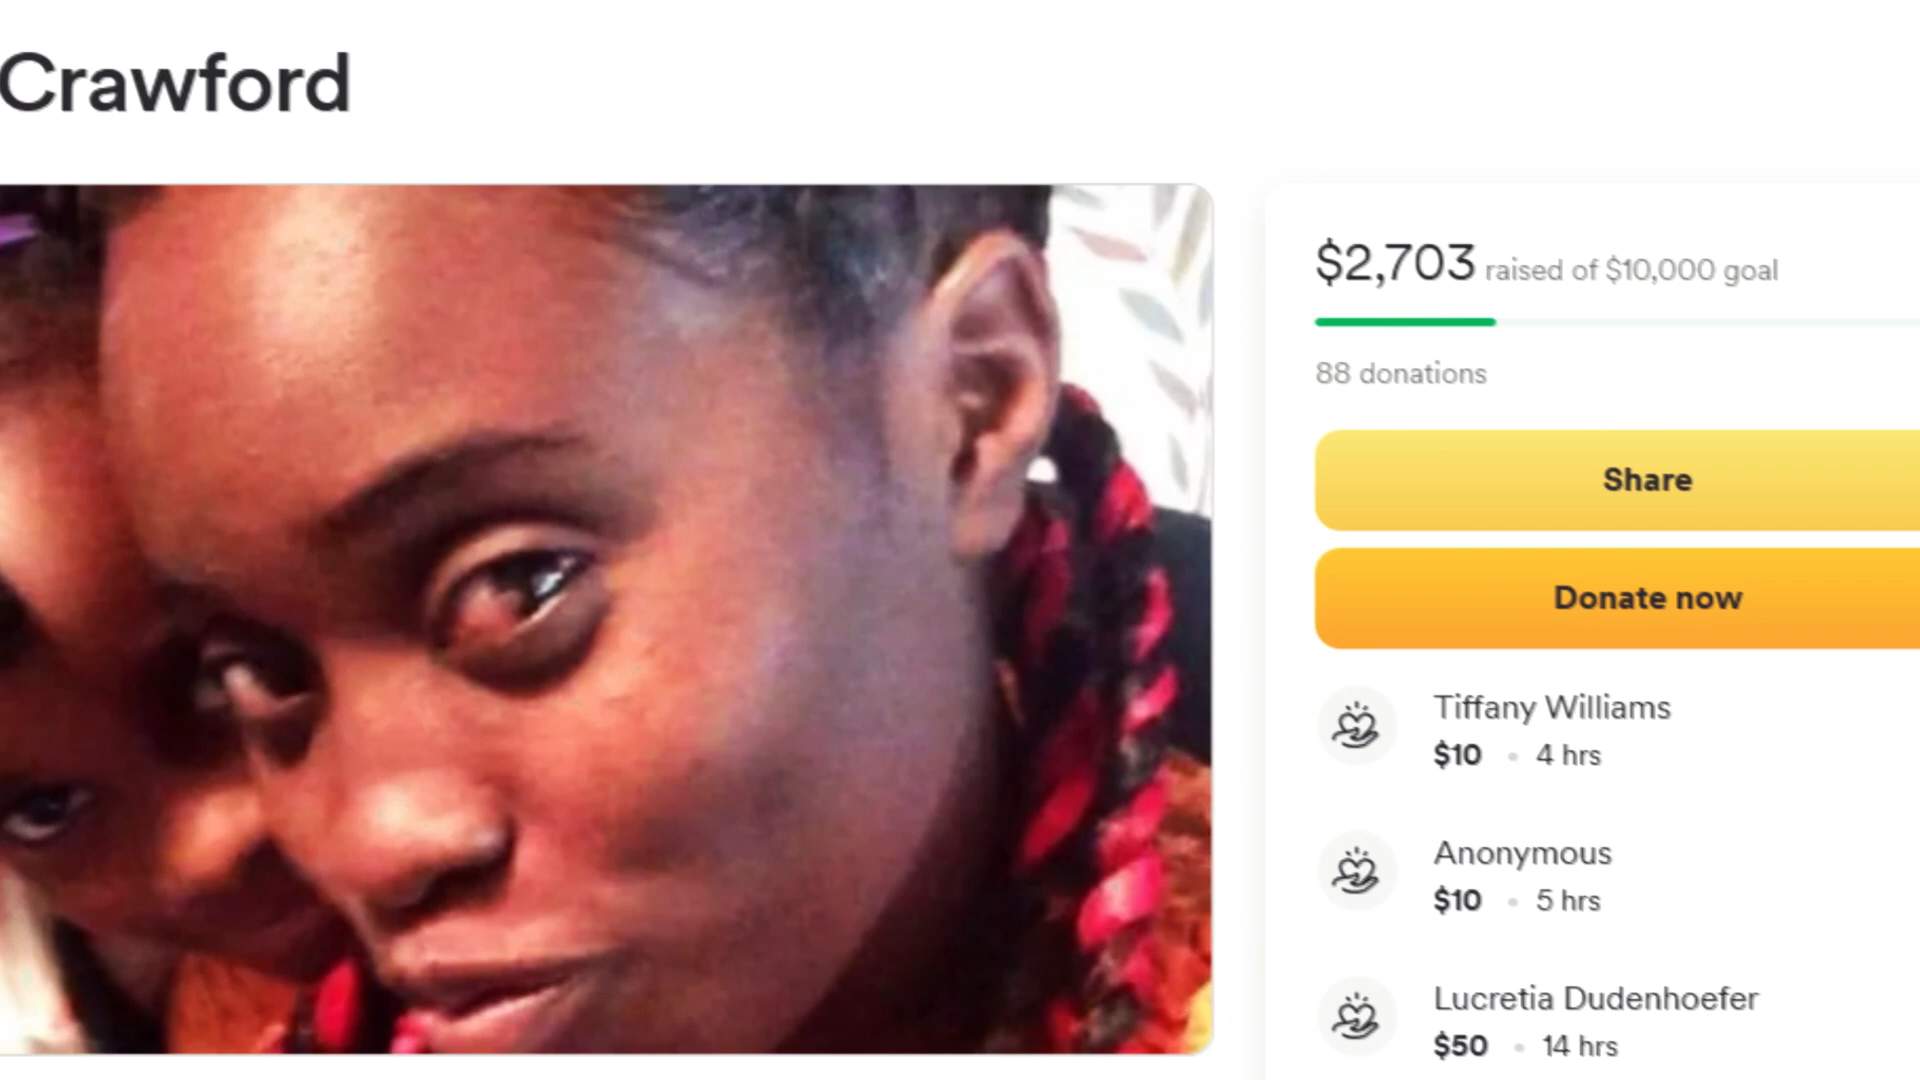 Crawford
$2,703 raised of $10,000 goal
88 donations
Share
Donate now
Tiffany Williams
$10 • 4 hrs
Anonymous
$10 • 5 hrs
Lucretia Dudenhoefer
$50 • 14 hrs